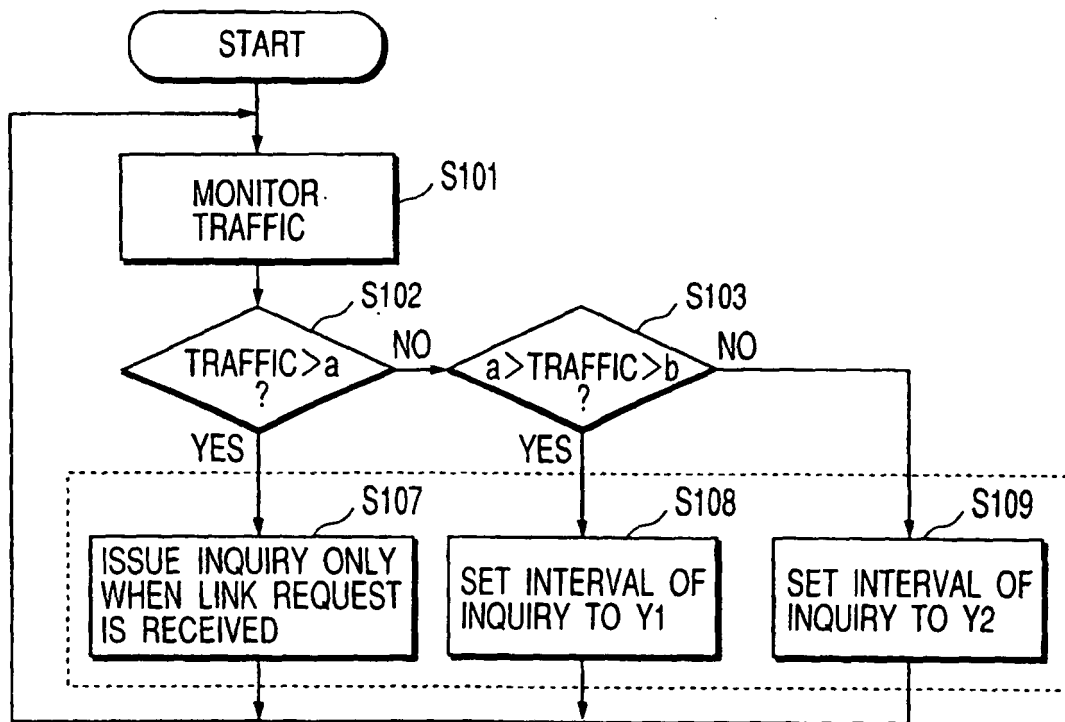 START
MONITOR
TRAFFIC
S101
TRAFFIC>a
?
S102
NO
a>TRAFFIC>b
?
S103
NO
YES
YES
S107
ISSUE INQUIRY ONLY
WHEN LINK REQUEST
IS RECEIVED
S108
SET INTERVAL OF
INQUIRY TO Y1
S109
SET INTERVAL OF
INQUIRY TO Y2